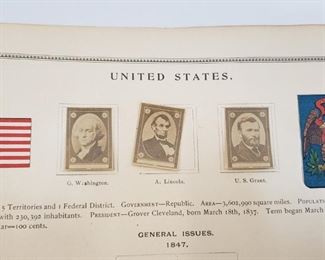 UNITED STATES.
G. Washington. A. Lincoln. U. S. Grant.
5 Territories and 1 Federal District. GOVERNMENT—Republic. AREA—3,602,990 square miles. POPULAT
with 230,392 inhabitants. PRESIDENT—Grover Cleveland, born March 18th, 1837. Term began March
ar—100 cents.
GENERAL ISSUES.
1847.